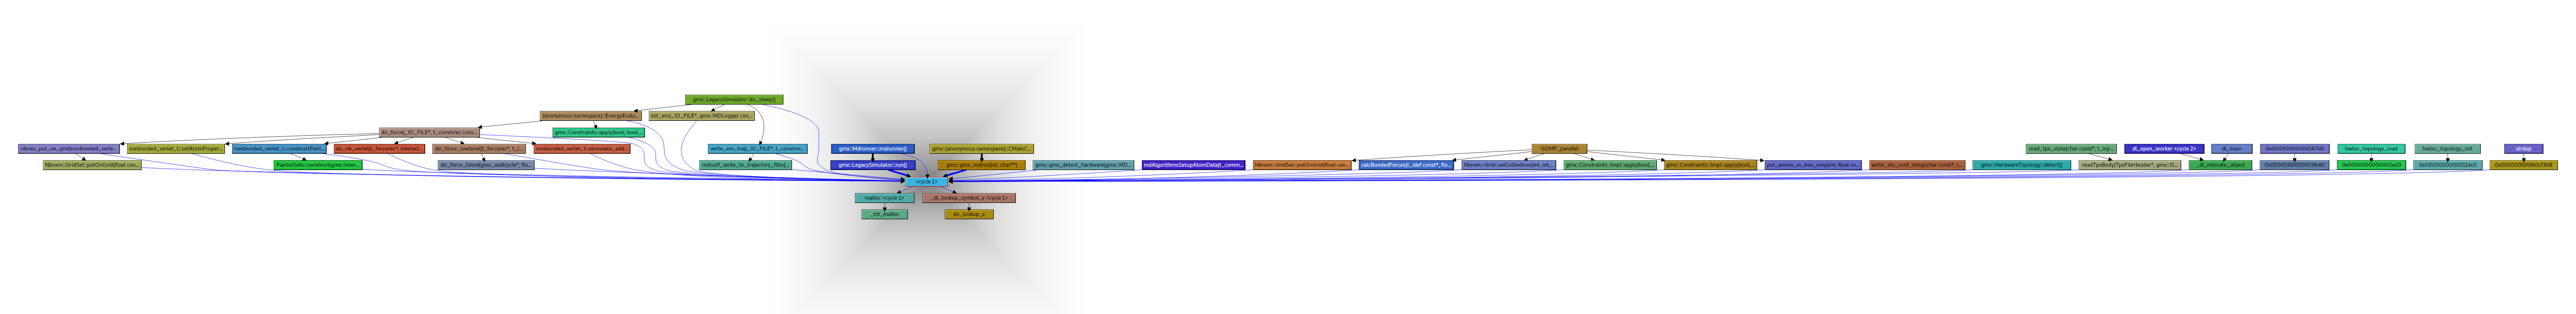 gmx::LegacySimulator::do_steep()
(anonymous namespace)::EnergyEvalu...
init_em(_IO_FILE*, gmx::MDLogger con...
do_force(_IO_FILE*, t_commrec cons...
gmx::Constraints::apply(bool, bool,...
nbnxn_put_on_grid(nonbonded_verle...
nonbonded_verlet_t::setAtomProper...
nonbonded_verlet_t::constructPairl...
do_nb_verlet(t_forcerec*, interact...
do_force_lowlevel(t_forcerec*, t_i...
nonbonded_verlet_t::atomdata_add...
write_em_traj(_IO_FILE*, t_commre...
gmx::Mdrunner::mdrunner()
gmx::(anonymous namespace)::CMainC...
GOMP_parallel
read_tpx_state(char const*, t_inp...
dl_open_worker <cycle 2>
dl_main
0x00000000000167d0
hwloc_topology_load
hwloc_topology_init
strdup
Nbnxm::GridSet::putOnGrid(float con...
PairlistSets::construct(gmx::Inter...
do_force_listed(gmx_wallcycle*, flo...
mdoutf_write_to_trajectory_files(...
gmx::LegacySimulator::run()
gmx::gmx_mdrun(int, char**)
gmx::gmx_detect_hardware(gmx::MD...
mdAlgorithmsSetupAtomData(t_comm...
Nbnxm::GridSet::putOnGrid(float con...
calcBondedForces(t_idef const*, flo...
Nbnxm::Grid::setCellIndices(int, int,...
gmx::Constraints::Impl::apply(bool,...
gmx::Constraints::Impl::apply(bool,...
put_atoms_in_box_omp(int, float co...
write_sto_conf_mtop(char const*, c...
gmx::HardwareTopology::detect()
readTpxBody(TpxFileHeader*, gmx::IS...
_dl_relocate_object
0x0000000000009b40
0x0000000000002e20
0x0000000000011dc0
0x000000000060cf308
<cycle 1>
malloc <cycle 1>
_dl_lookup_symbol_x <cycle 1>
_int_malloc
do_lookup_x